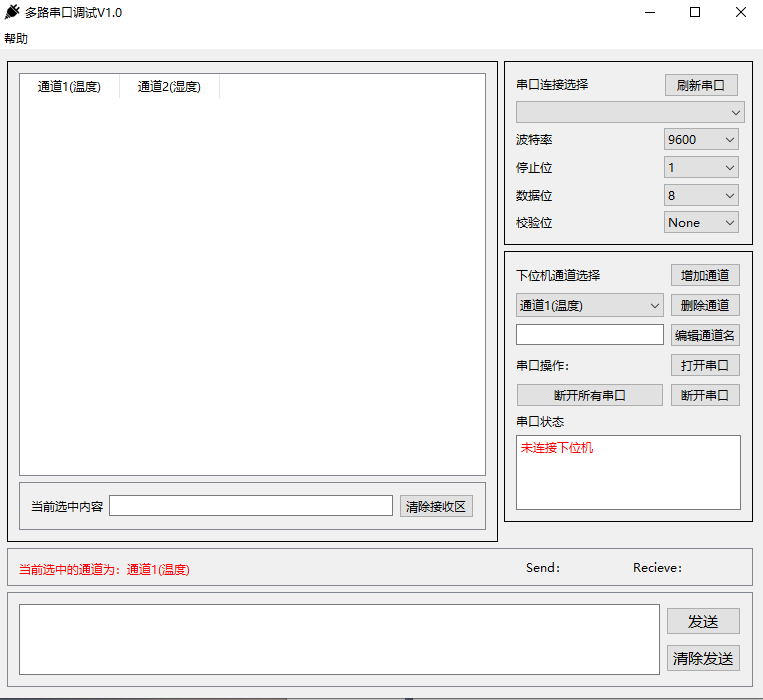 多路串口调试V1.0
帮助
通道1(温度) 通道2(湿度)
当前选中内容 清除接收区
串口连接选择 刷新串口
波特率 9600
停止位 1
数据位 8
校验位 None
下位机通道选择 增加通道
通道1(温度) 删除通道
编辑通道名
串口操作: 打开串口
断开所有串口 断开串口
串口状态
未连接下位机
当前选中的通道为：通道1(温度) Send: Recieve:
发送
清除发送